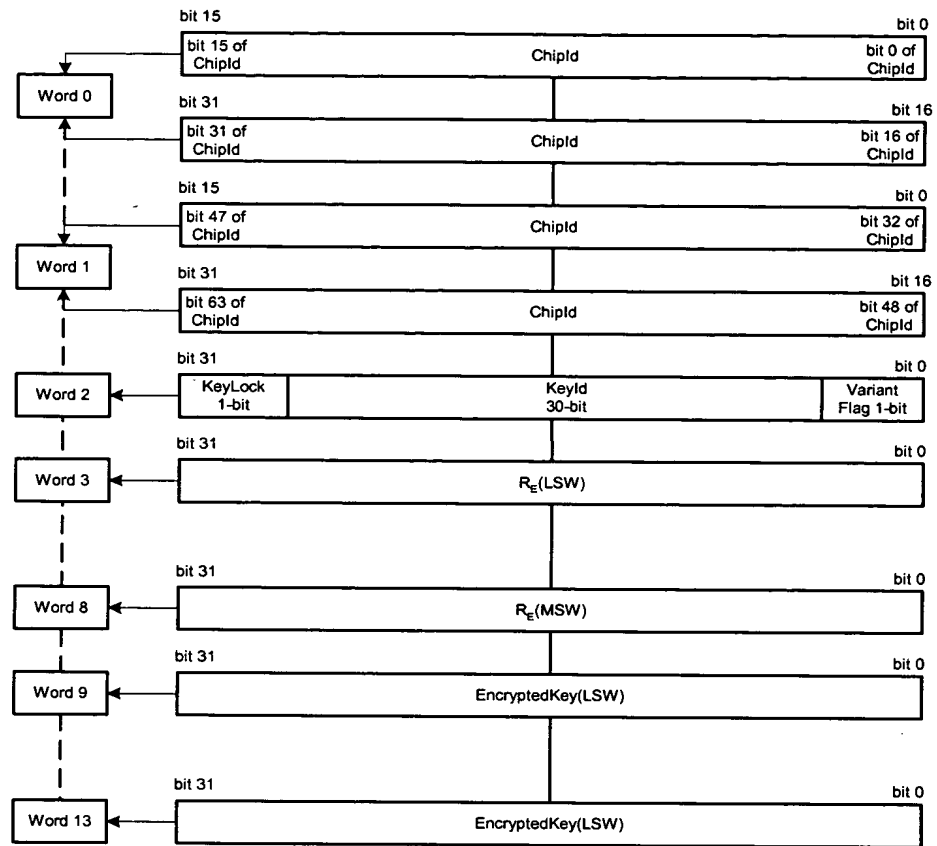 bit 15
bit 0
bit 15 of
ChipId
ChipId
bit 0 of
ChipId
Word 0
bit 31
bit 16
bit 31 of
ChipId
ChipId
bit 16 of
ChipId
bit 15
bit 0
bit 47 of
ChipId
ChipId
bit 32 of
ChipId
Word 1
bit 31
bit 16
bit 63 of
ChipId
ChipId
bit 48 of
ChipId
bit 31
bit 0
Word 2
KeyLock
1-bit
KeyId
30-bit
Variant
Flag 1-bit
bit 31
bit 0
Word 3
R_E(LSW)
bit 31
bit 0
Word 8
R_E(MSW)
bit 31
bit 0
Word 9
EncryptedKey(LSW)
bit 31
bit 0
Word 13
EncryptedKey(LSW)